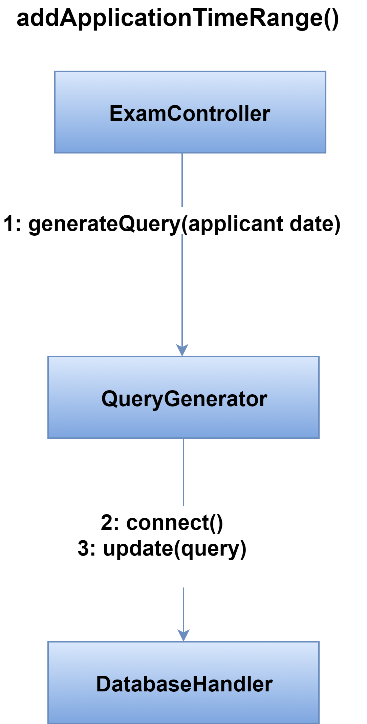 addApplicationTimeRange()
ExamController
1: generateQuery(applicant date)
QueryGenerator
2: connect()
3: update(query)
DatabaseHandler